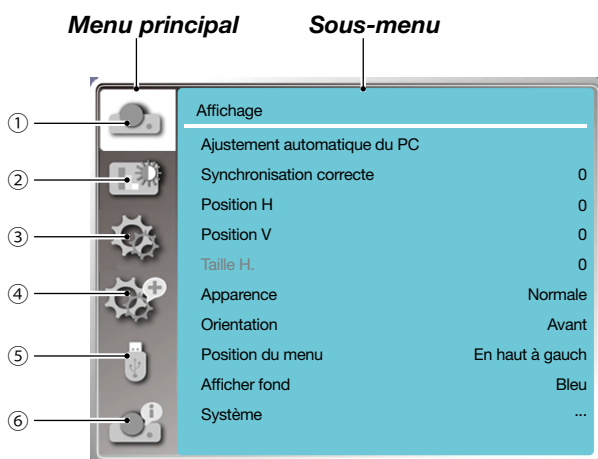 Menu principal Sous-menu
① Affichage
Ajustement automatique du PC
② Synchronisation correcte 0
Position H 0
③ Position V 0
Taille H. 0
④ Apparence Normale
Orientation Avant
⑤ Position du menu En haut à gauch
Afficher fond Bleu
⑥ Système ...